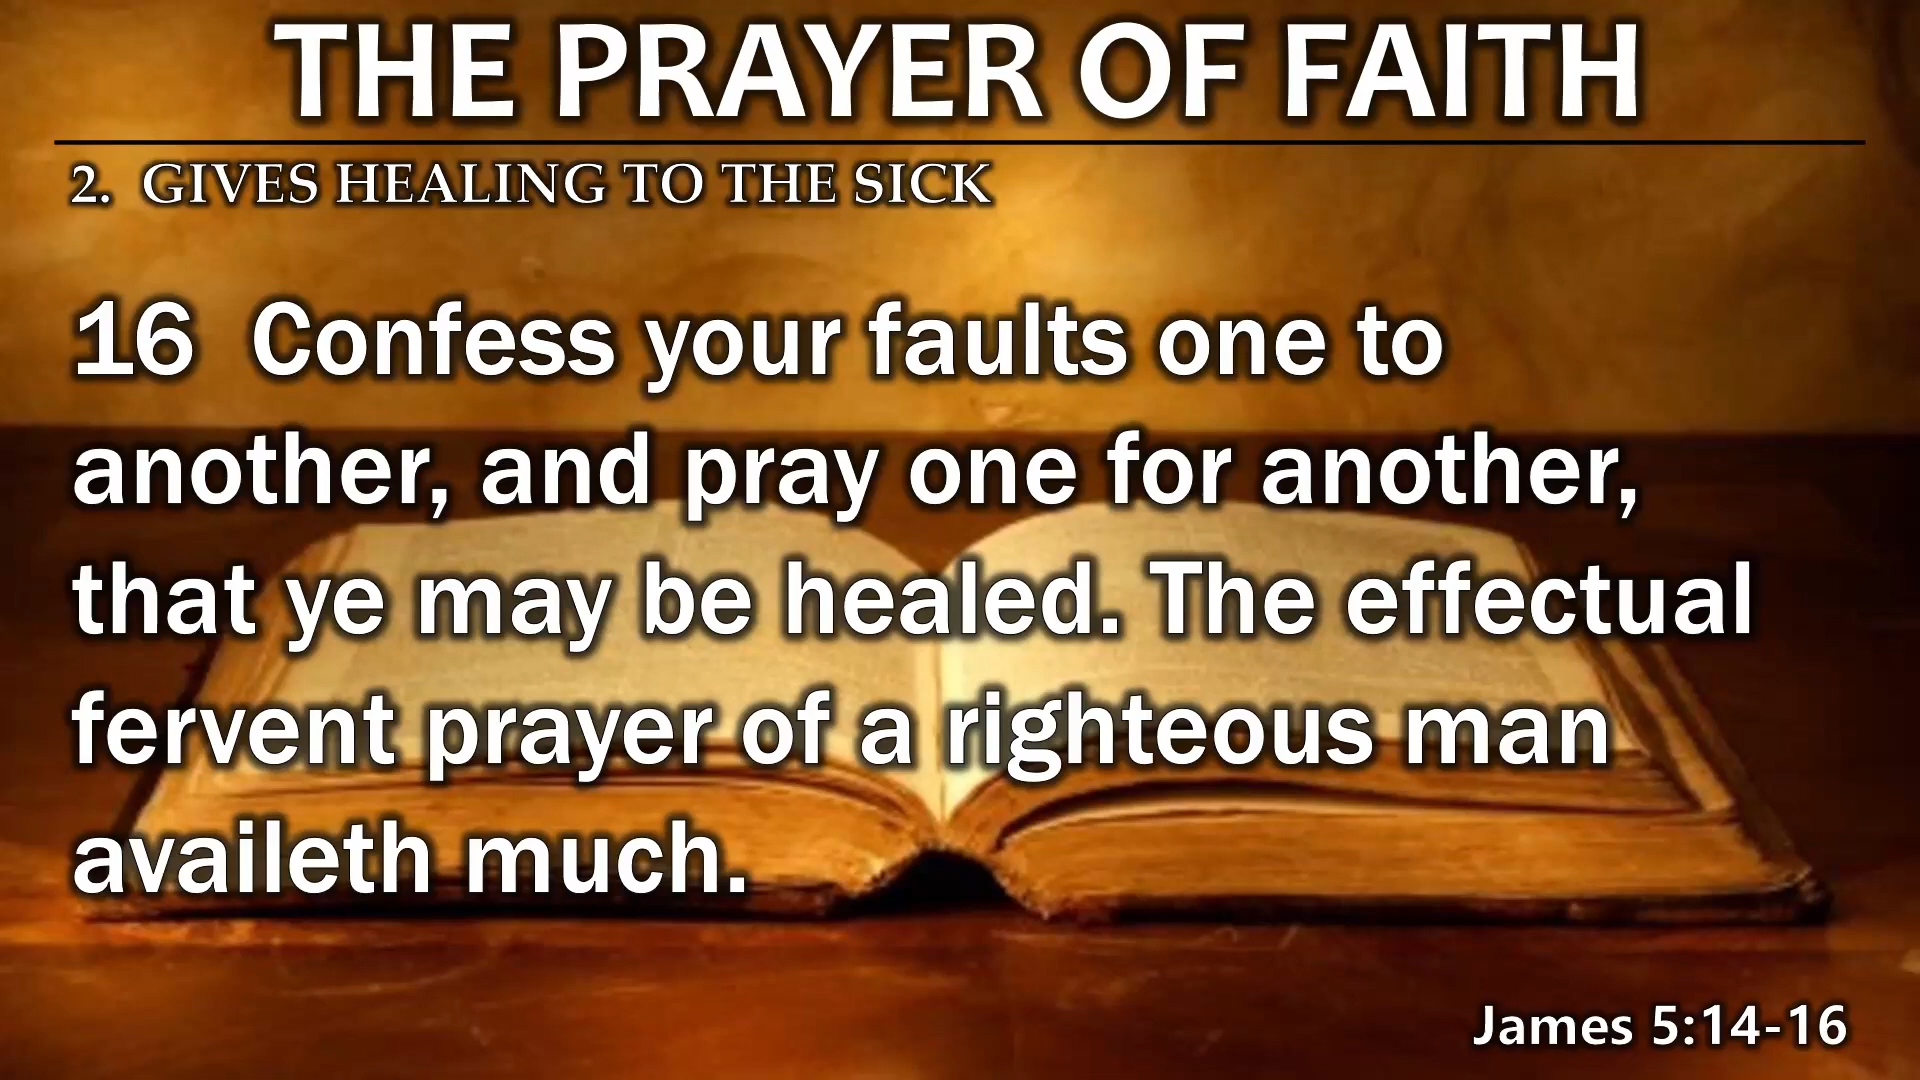 THE PRAYER OF FAITH
2. GIVES HEALING TO THE SICK
16 Confess your faults one to
another, and pray one for another,
that ye may be healed. The effectual
fervent prayer of a righteous man
availeth much.
James 5:14-16